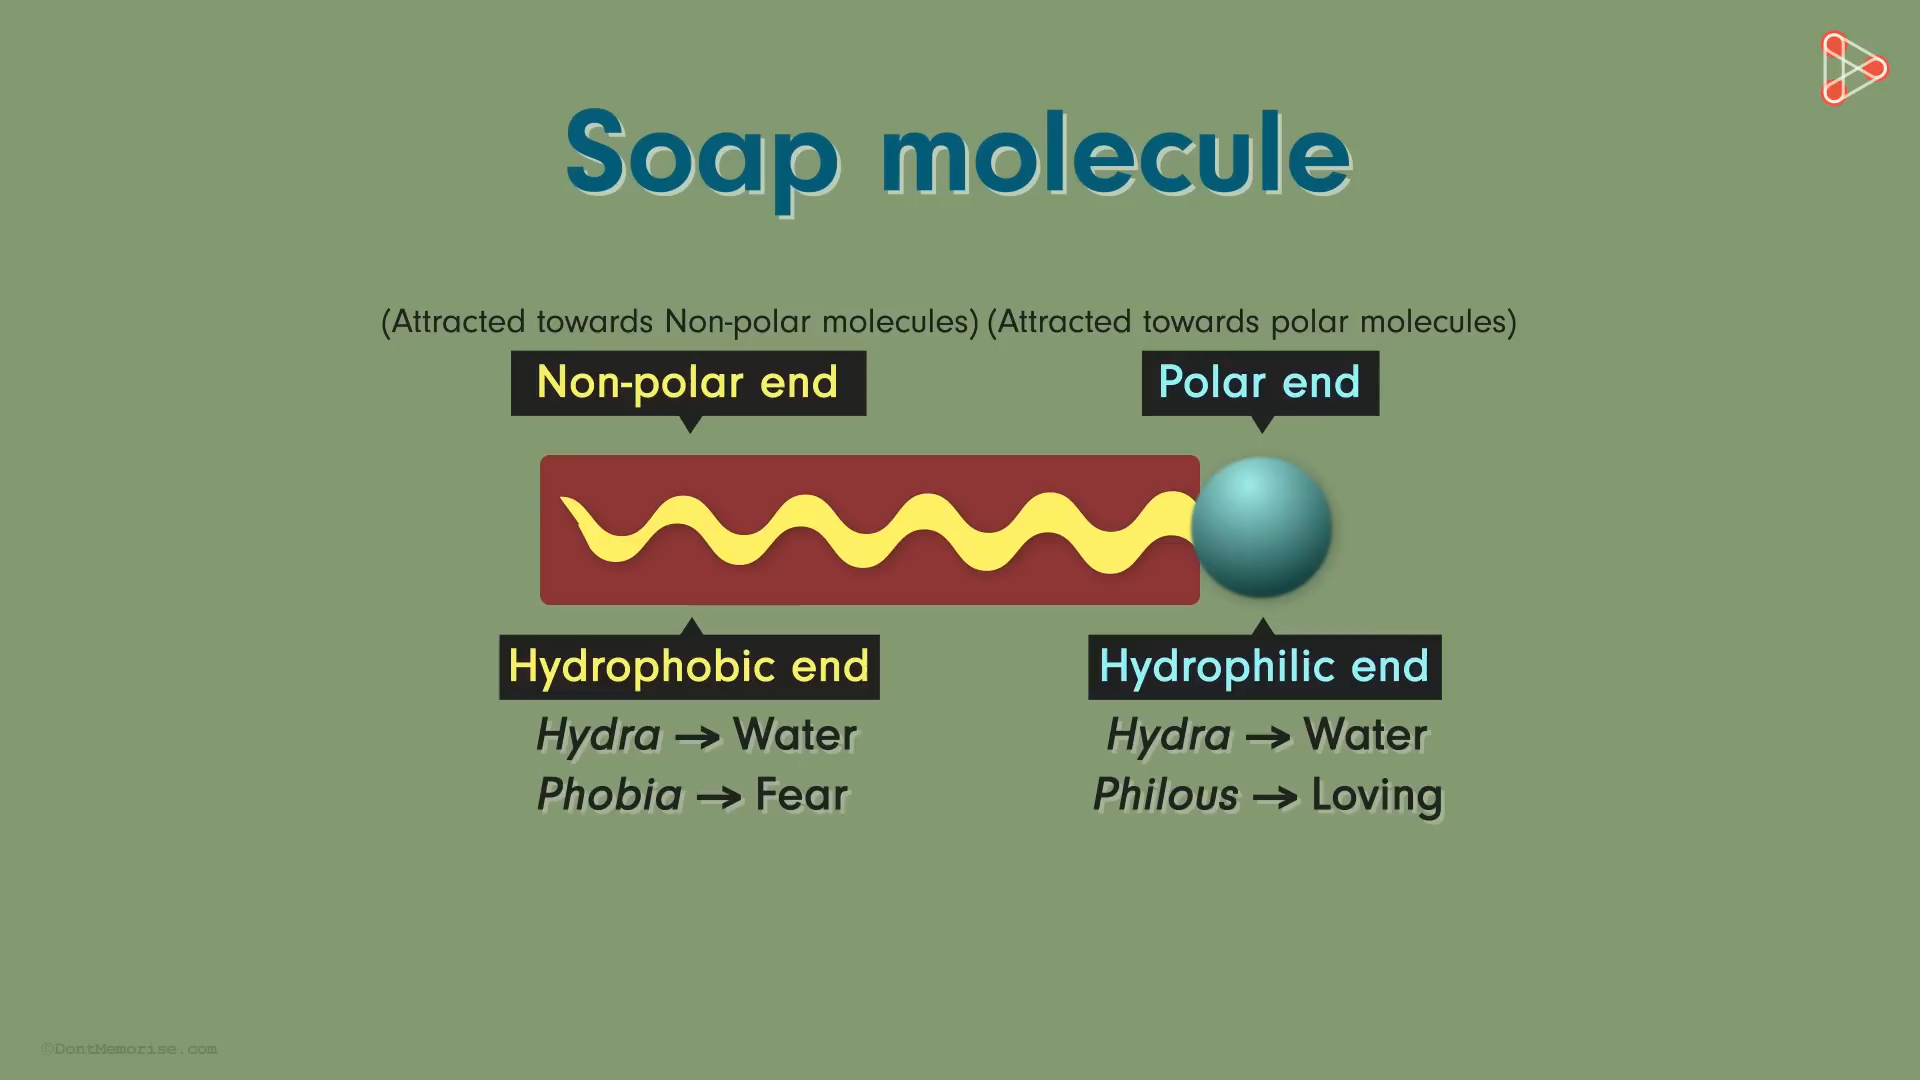 Soap molecule
(Attracted towards Non-polar molecules) (Attracted towards polar molecules)
Non-polar end
Polar end
Hydrophobic end
Hydrophilic end
Hydra → Water
Hydra → Water
Phobia → Fear
Philous → Loving
©DontMemorise.com